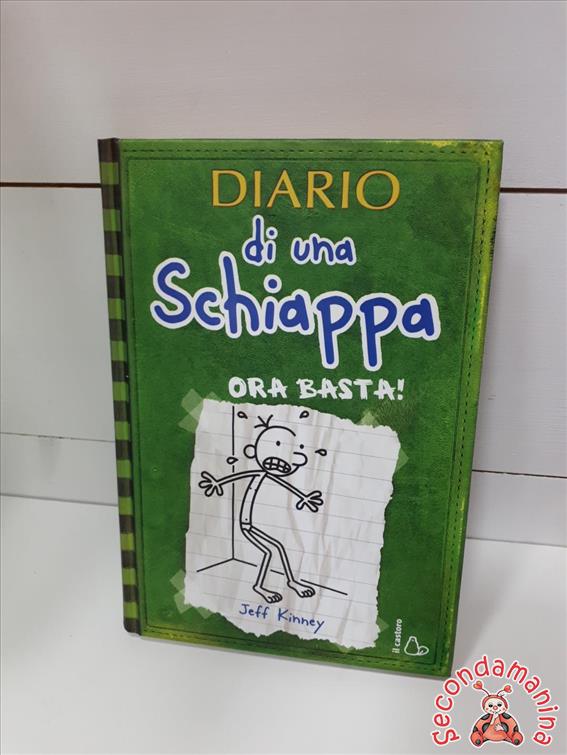 DIARIO
di una
Schiappa
ORA BASTA!
Jeff Kinney
il castoro
Secondamanina